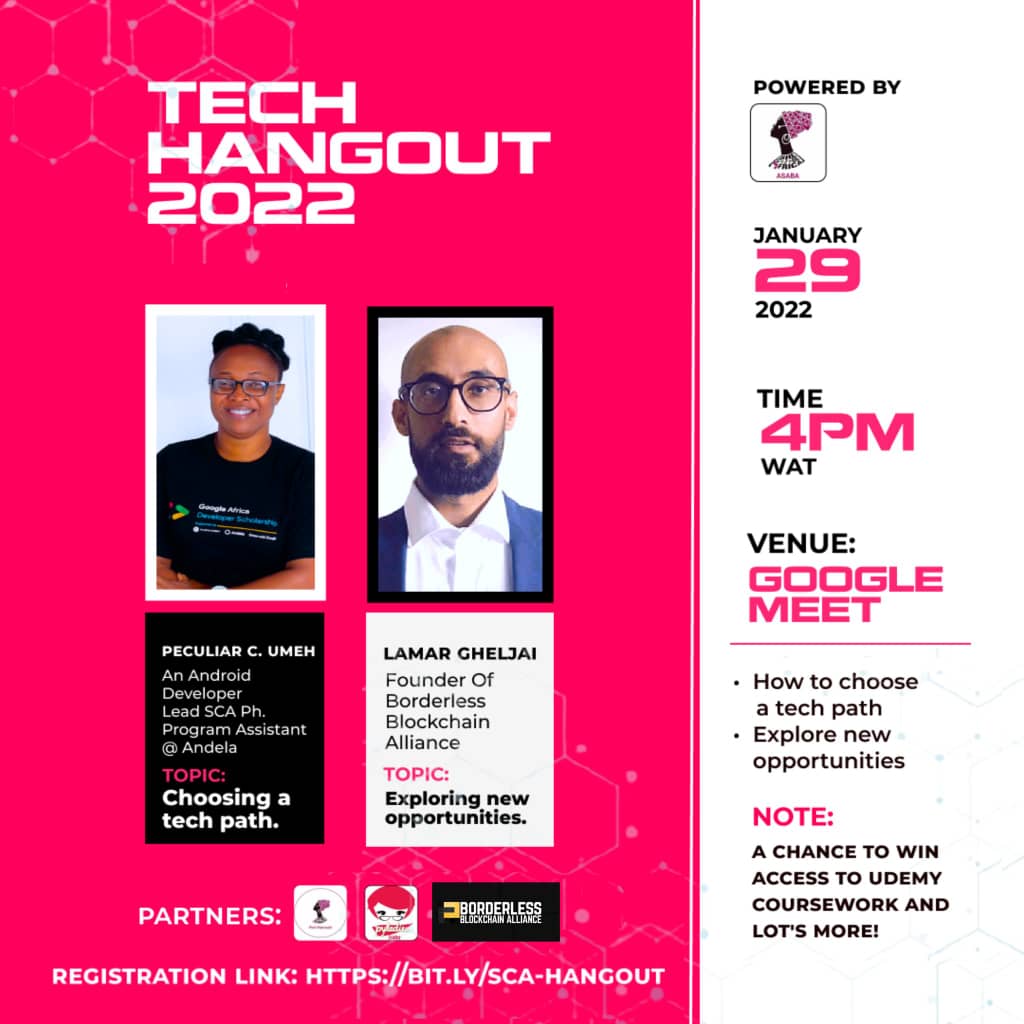 TECH
HANGOUT
2022
POWERED BY
AFRICA
ASABA
JANUARY
29
2022
TIME
4PM
WAT
VENUE:
GOOGLE
MEET
• How to choose
a tech path
• Explore new
opportunities
NOTE:
A CHANCE TO WIN
ACCESS TO UDEMY
COURSEWORK AND
LOT'S MORE!
Google Africa
Developer Scholarship
PECULIAR C. UMEH
An Android
Developer
Lead SCA Ph.
Program Assistant
@ Andela
TOPIC:
Choosing a
tech path.
LAMAR GHELJAI
Founder Of
Borderless
Blockchain
Alliance
TOPIC:
Exploring new
opportunities.
PARTNERS:
BORDERLESS
BLOCKCHAIN ALLIANCE
REGISTRATION LINK: HTTPS://BIT.LY/SCA-HANGOUT